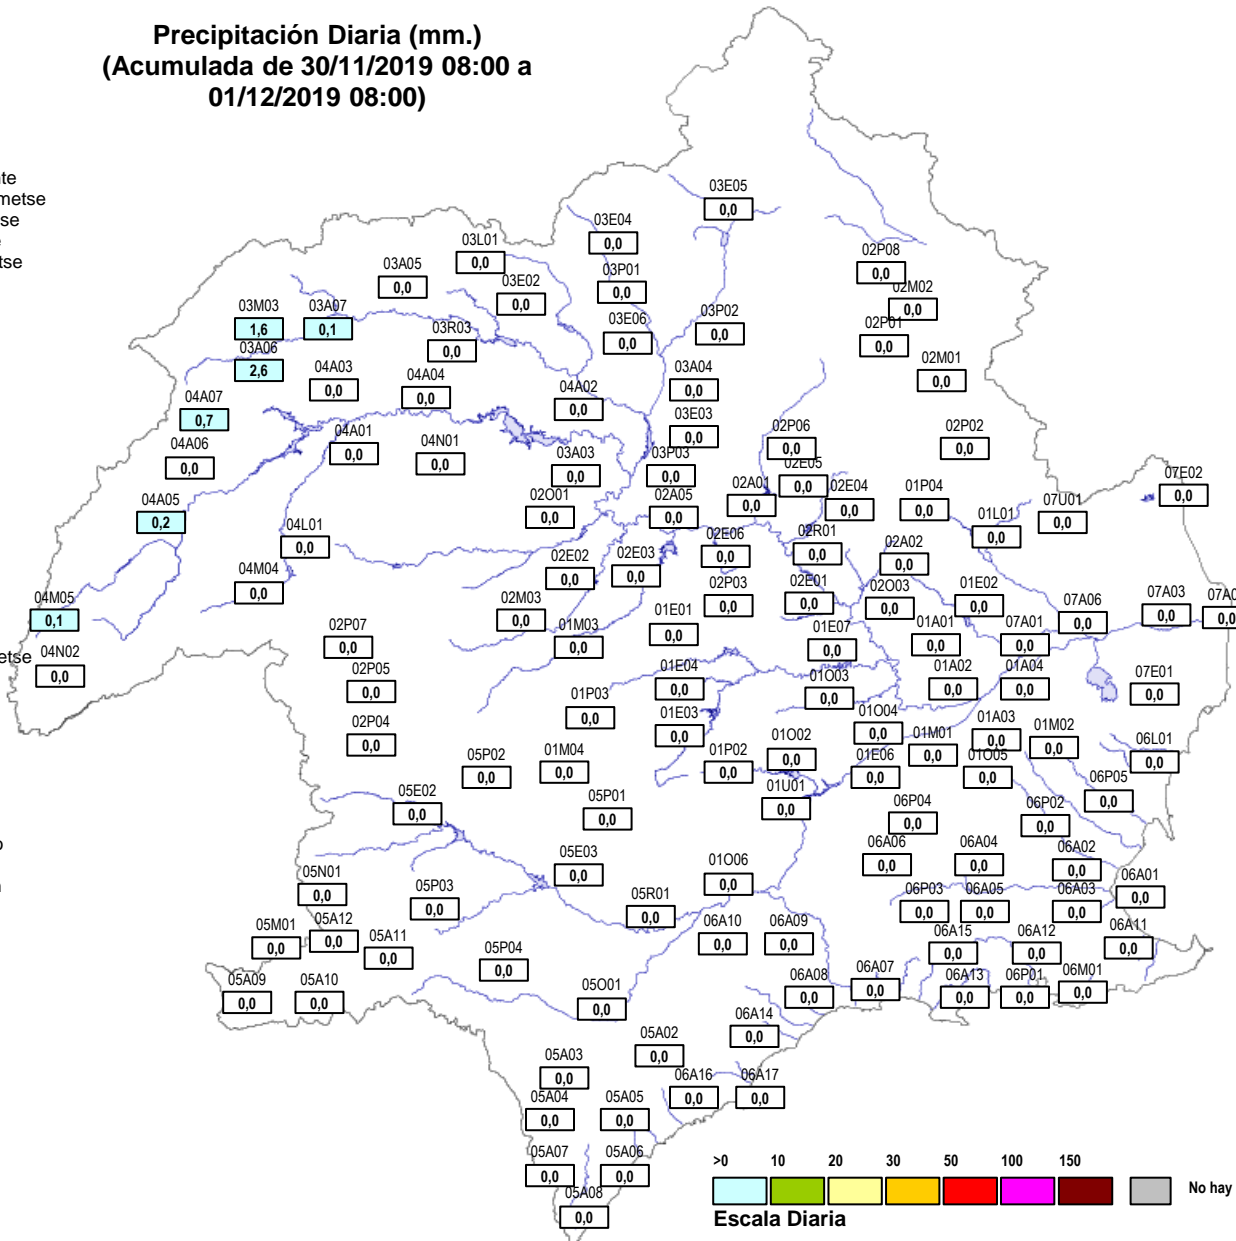 Precipitación Diaria (mm.)
(Acumulada de 30/11/2019 08:00 a
01/12/2019 08:00)
03E05
0,0
03E04
0,0
03L01
0,0
02P08
0,0
03A05
0,0
03P01
0,0
03E02
0,0
02M02
0,0
03M03
1,6
03A07
0,1
03P02
0,0
03E06
0,0
02P01
0,0
03R03
0,0
03A06
2,6
02M01
0,0
04A03
0,0
03A04
0,0
04A04
0,0
04A02
0,0
04A07
0,7
03E03
0,0
02P06
0,0
02P02
0,0
04A01
0,0
04N01
0,0
04A06
0,0
03A03
0,0
03P03
0,0
02E05
0,0
07E02
0,0
02A01
0,0
02E04
0,0
01P04
0,0
04A05
0,2
02O01
0,0
02A05
0,0
07U01
0,0
01L01
0,0
04L01
0,0
02E06
0,0
02R01
0,0
02A02
0,0
02E02
0,0
02E03
0,0
04M04
0,0
02P03
0,0
02E01
0,0
02O03
0,0
01E02
0,0
04M05
0,1
02M03
0,0
07A06
0,0
07A03
0,0
07A0
0,0
01E01
0,0
02P07
0,0
01M03
0,0
01E07
0,0
01A01
0,0
07A01
0,0
etse
04N02
0,0
02P05
0,0
01E04
0,0
01O03
0,0
01A02
0,0
01A04
0,0
07E01
0,0
01P03
0,0
01E03
0,0
01O04
0,0
01A03
0,0
01M02
0,0
02P04
0,0
01M01
0,0
01O02
0,0
06L01
0,0
05P02
0,0
01M04
0,0
01P02
0,0
01E06
0,0
01O05
0,0
06P05
0,0
05E02
0,0
05P01
0,0
01U01
0,0
06P04
0,0
06P02
0,0
05E03
0,0
06A06
0,0
06A04
0,0
06A02
0,0
01O06
0,0
05N01
0,0
05P03
0,0
06A01
0,0
05R01
0,0
06P03
0,0
06A05
0,0
06A03
0,0
05M01
0,0
05A12
0,0
06A10
0,0
06A09
0,0
06A15
0,0
06A12
0,0
06A11
0,0
05A11
0,0
05P04
0,0
05A09
0,0
05A10
0,0
05O01
0,0
06A08
0,0
06A07
0,0
06A13
0,0
06P01
0,0
06M01
0,0
06A14
0,0
05A02
0,0
05A03
0,0
06A16
0,0
06A17
0,0
05A04
0,0
05A05
0,0
05A07
0,0
05A06
0,0
05A08
0,0
>0 10 20 30 50 100 150
No hay
Escala Diaria